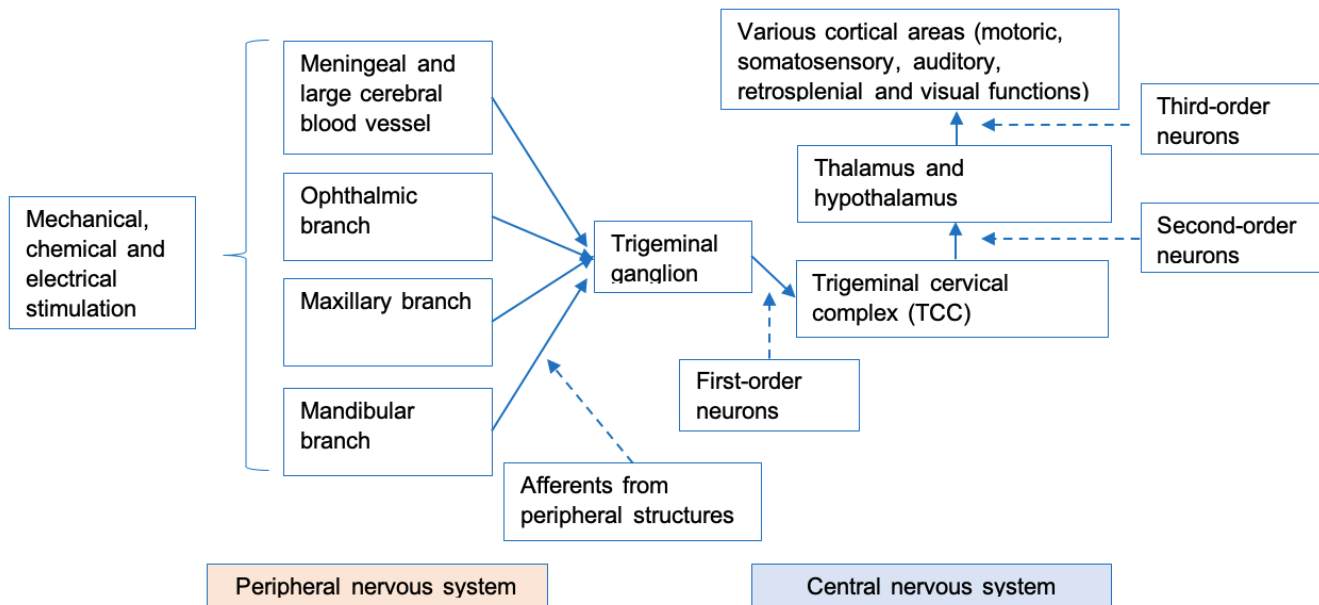 Mechanical,
chemical and
electrical
stimulation
Meningeal and
large cerebral
blood vessel
Ophthalmic
branch
Maxillary branch
Mandibular
branch
Afferents from
peripheral structures
Trigeminal
ganglion
First-order
neurons
Trigeminal cervical
complex (TCC)
Thalamus and
hypothalamus
Various cortical areas (motoric,
somatosensory, auditory,
retrosplenial and visual functions)
Third-order
neurons
Second-order
neurons
Peripheral nervous system
Central nervous system